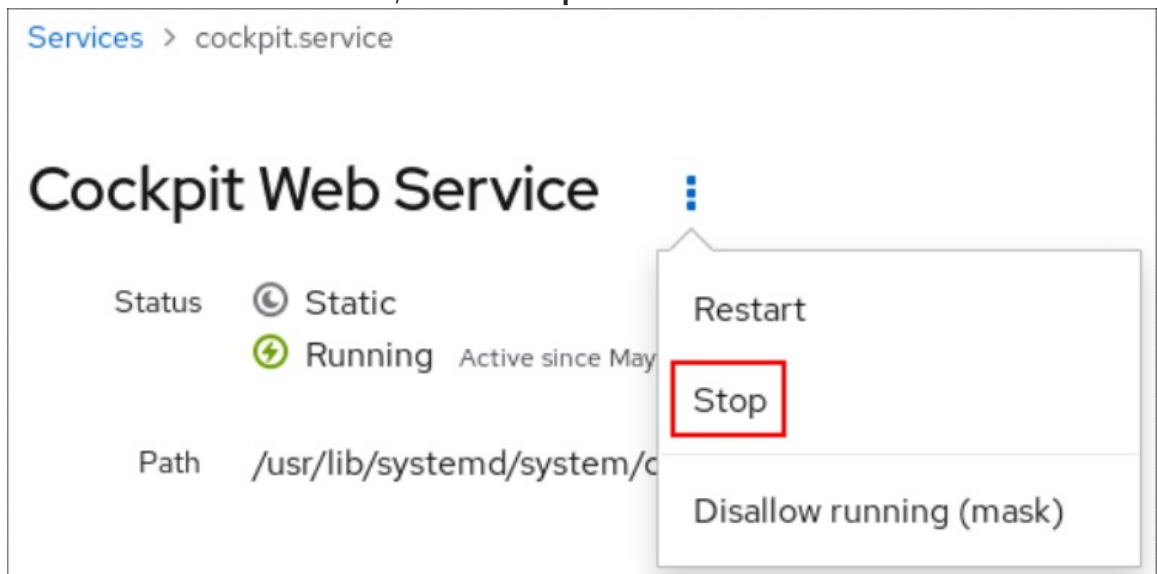 Services > cockpit.service
Cockpit Web Service
Status Static
Running Active since May
Path /usr/lib/systemd/system/c
Restart
Stop
Disallow running (mask)